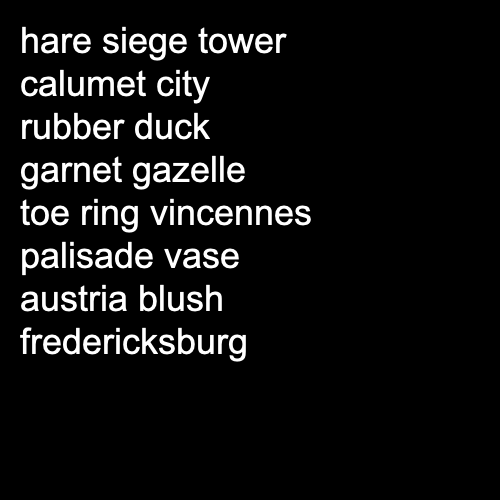 hare siege tower
calumet city
rubber duck
garnet gazelle
toe ring vincennes
palisade vase
austria blush
fredericksburg